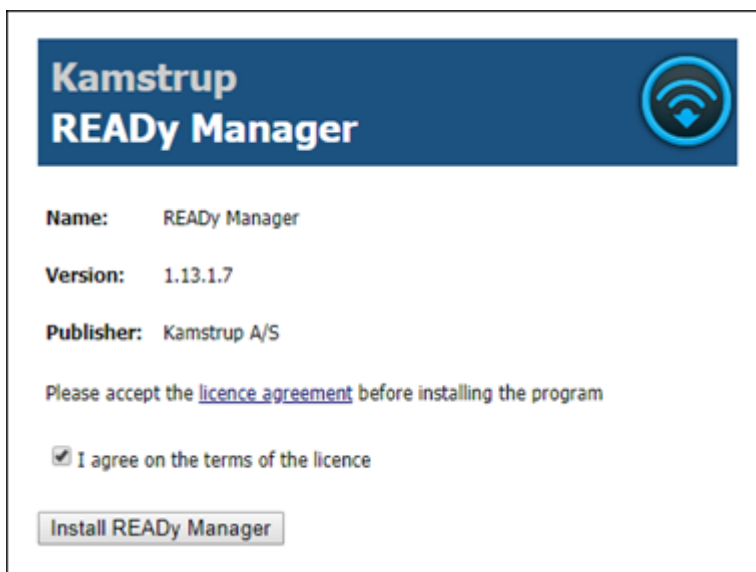 Kamstrup
READy Manager
Name: READy Manager
Version: 1.13.1.7
Publisher: Kamstrup A/S
Please accept the licence agreement before installing the program
I agree on the terms of the licence
Install READy Manager